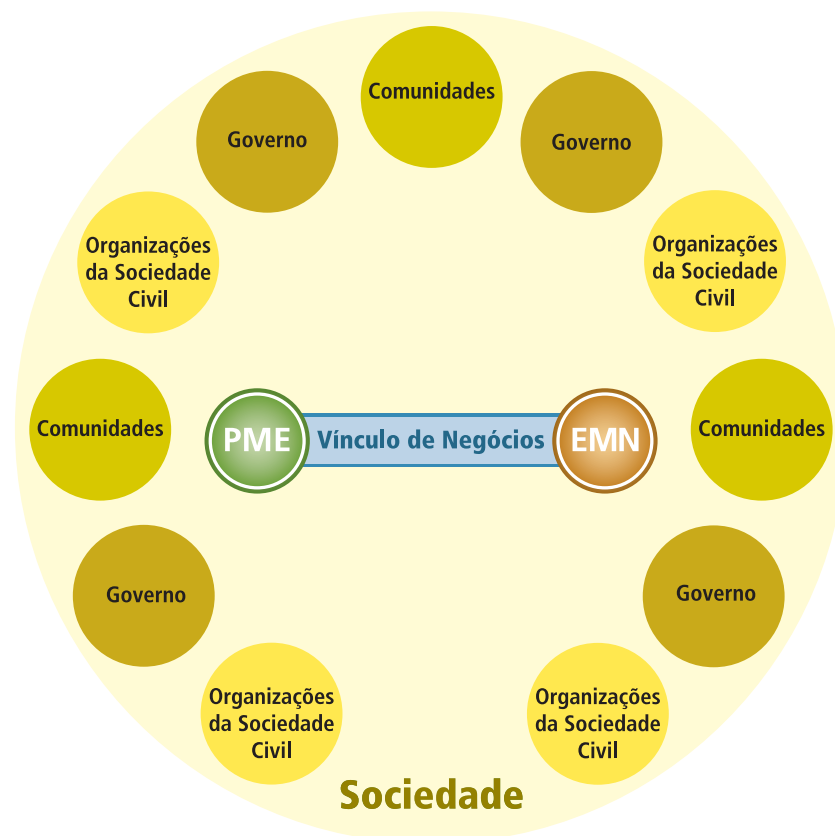 Comunidades
Governo
Governo
Organizações
da Sociedade
Civil
Organizações
da Sociedade
Civil
Comunidades
PME
Vínculo de Negócios
EMN
Comunidades
Governo
Governo
Organizações
da Sociedade
Civil
Organizações
da Sociedade
Civil
Sociedade